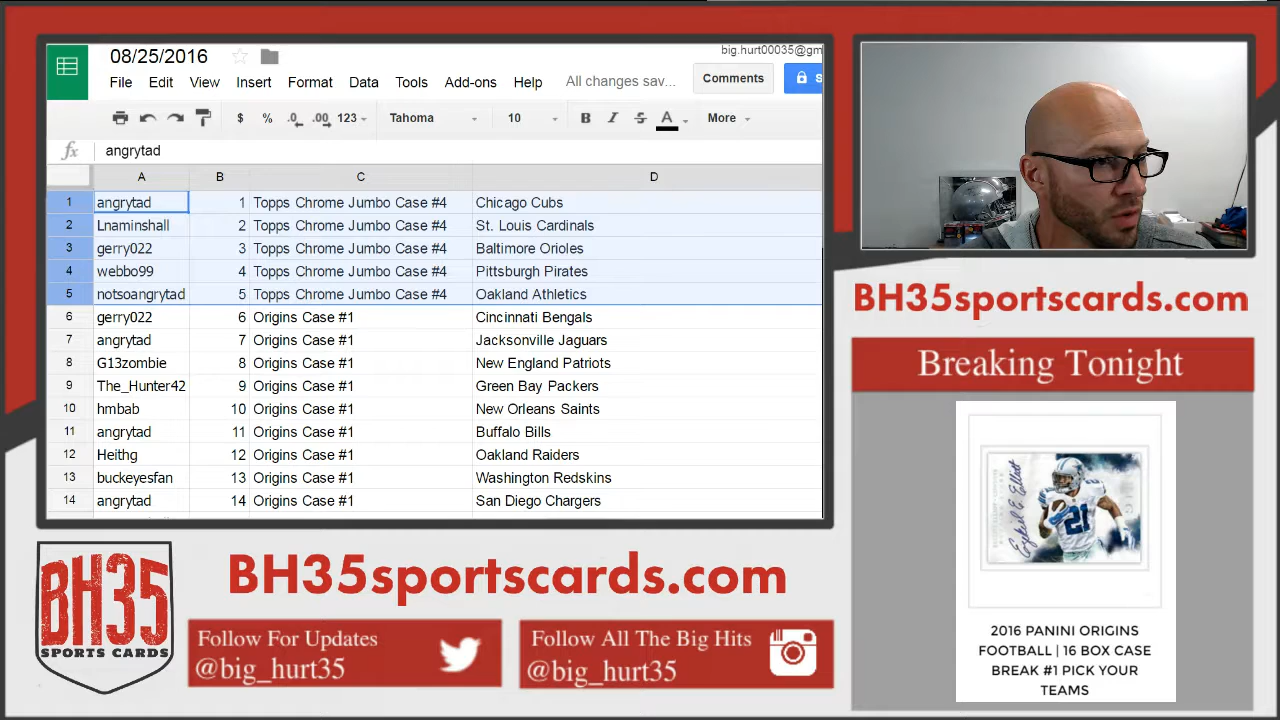 08/25/2016
big.hurt00035@gm
File Edit View Insert Format Data Tools Add-ons Help All changes sav... Comments S
$ % .0 .00 123 Tahoma 10 B I S A More
fx angrytad
A B C D
1 angrytad 1 Topps Chrome Jumbo Case #4 Chicago Cubs
2 Lnaminshall 2 Topps Chrome Jumbo Case #4 St. Louis Cardinals
3 gerry022 3 Topps Chrome Jumbo Case #4 Baltimore Orioles
4 webbo99 4 Topps Chrome Jumbo Case #4 Pittsburgh Pirates
5 notsoangrytad 5 Topps Chrome Jumbo Case #4 Oakland Athletics
6 gerry022 6 Origins Case #1 Cincinnati Bengals
7 angrytad 7 Origins Case #1 Jacksonville Jaguars
8 G13zombie 8 Origins Case #1 New England Patriots
9 The_Hunter42 9 Origins Case #1 Green Bay Packers
10 hmbab 10 Origins Case #1 New Orleans Saints
11 angrytad 11 Origins Case #1 Buffalo Bills
12 Heithg 12 Origins Case #1 Oakland Raiders
13 buckeyesfan 13 Origins Case #1 Washington Redskins
14 angrytad 14 Origins Case #1 San Diego Chargers
BH35sportscards.com
Breaking Tonight
21
2016 PANINI ORIGINS
FOOTBALL | 16 BOX CASE
BREAK #1 PICK YOUR
TEAMS
BH35
SPORTS CARDS
BH35sportscards.com
Follow For Updates
@big_hurt35
Follow All The Big Hits
@big_hurt35